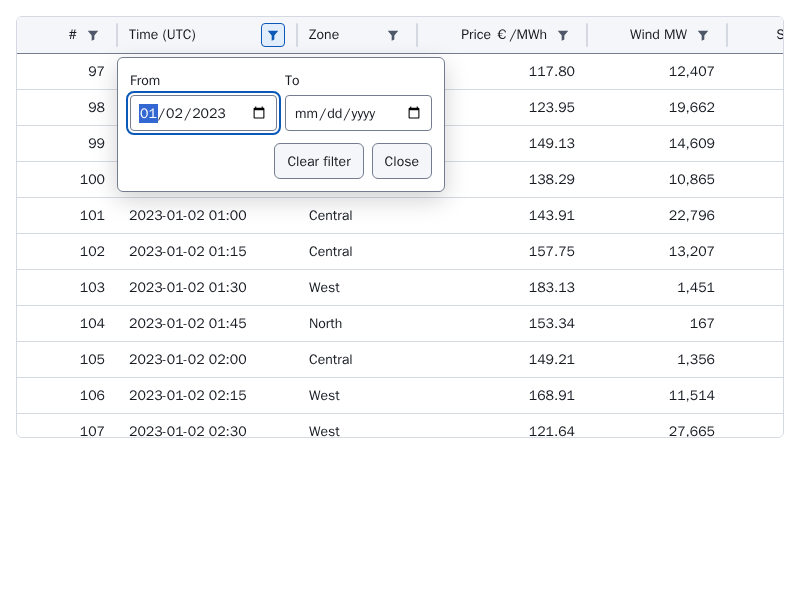 # Time (UTC) Zone Price €/MWh Wind MW S
97 117.80 12,407
From To
98 01/02/2023 mm/dd/yyyy 123.95 19,662
99 149.13 14,609
Clear filter Close
100 138.29 10,865
101 2023-01-02 01:00 Central 143.91 22,796
102 2023-01-02 01:15 Central 157.75 13,207
103 2023-01-02 01:30 West 183.13 1,451
104 2023-01-02 01:45 North 153.34 167
105 2023-01-02 02:00 Central 149.21 1,356
106 2023-01-02 02:15 West 168.91 11,514
107 2023-01-02 02:30 West 121.64 27,665